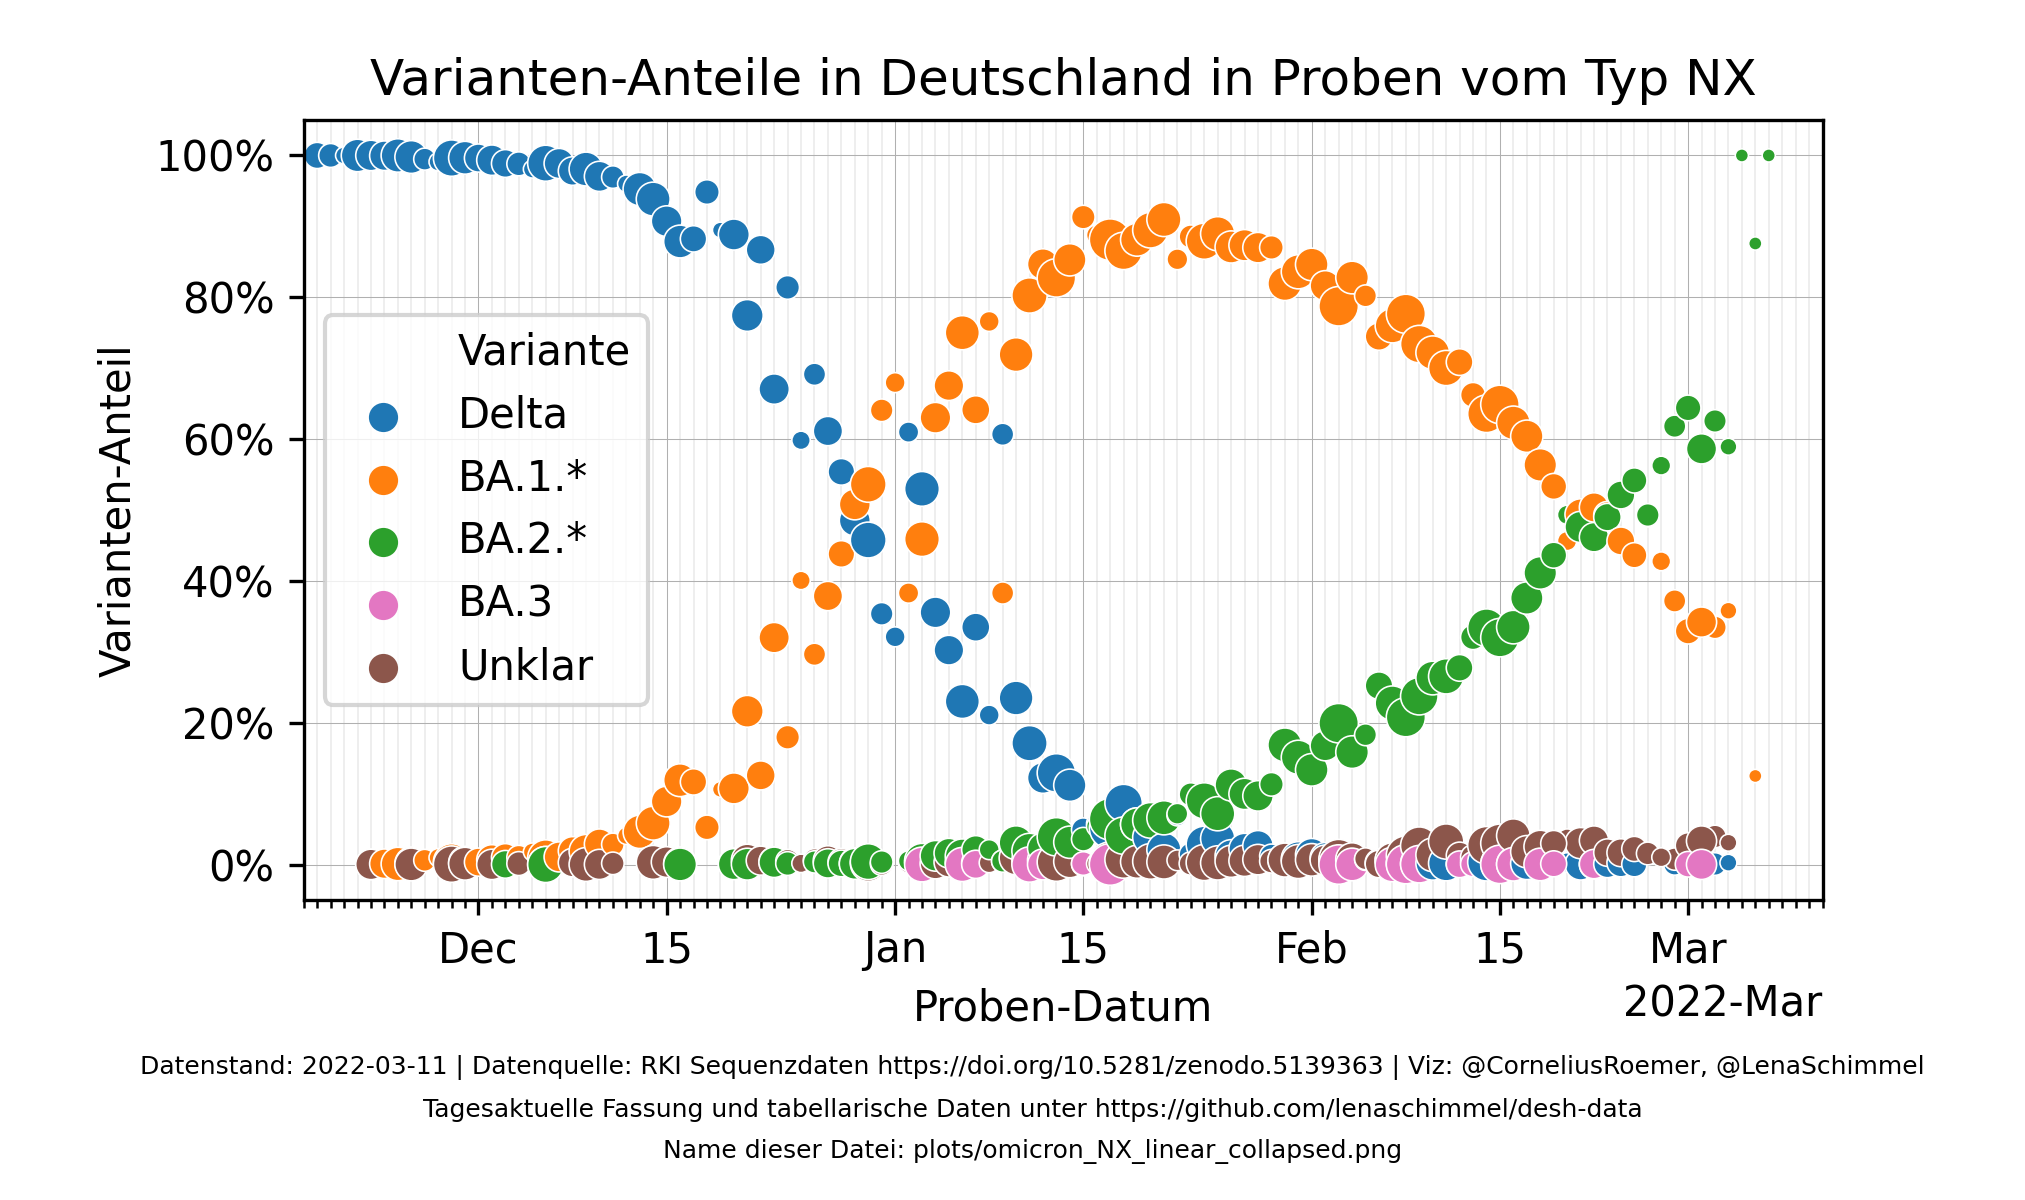 Varianten-Anteile in Deutschland in Proben vom Typ NX
100%
80%
60%
40%
20%
0%
Varianten-Anteil
Variante
Delta
BA.1.*
BA.2.*
BA.3
Unklar
Dec 15 Jan 15 Feb 15 Mar
2022-Mar
Proben-Datum
Datenstand: 2022-03-11 | Datenquelle: RKI Sequenzdaten https://doi.org/10.5281/zenodo.5139363 | Viz: @CorneliusRoemer, @LenaSchimmel
Tagesaktuelle Fassung und tabellarische Daten unter https://github.com/lenaschimmel/desh-data
Name dieser Datei: plots/omicron_NX_linear_collapsed.png